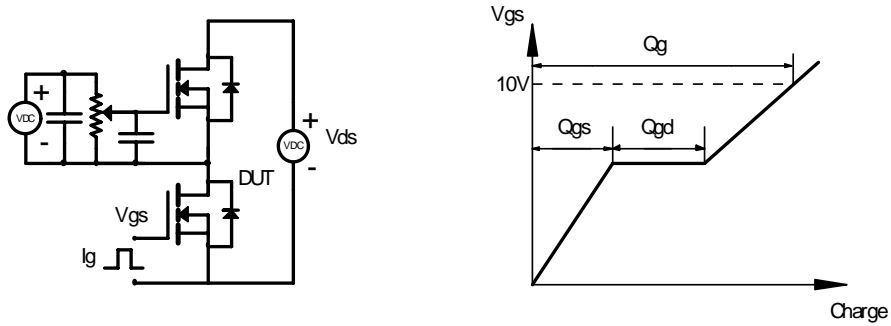 +
VDC
-
+
VDC
-
Vds
DUT
Vgs
Ig
Vgs
Qg
10V
Qgs
Qgd
Charge